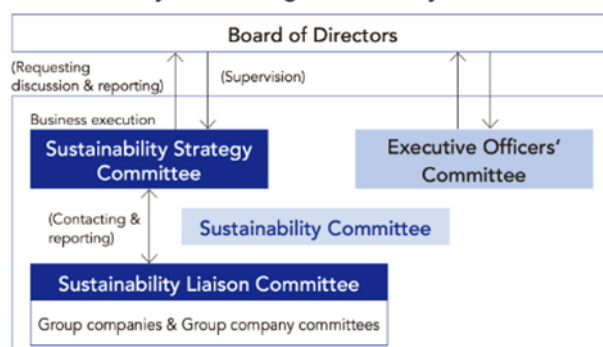 Board of Directors
(Requesting
discussion & reporting)
(Supervision)
Business execution
Sustainability Strategy
Committee
Executive Officers’
Committee
(Contacting &
reporting)
Sustainability Committee
Sustainability Liaison Committee
Group companies & Group company committees